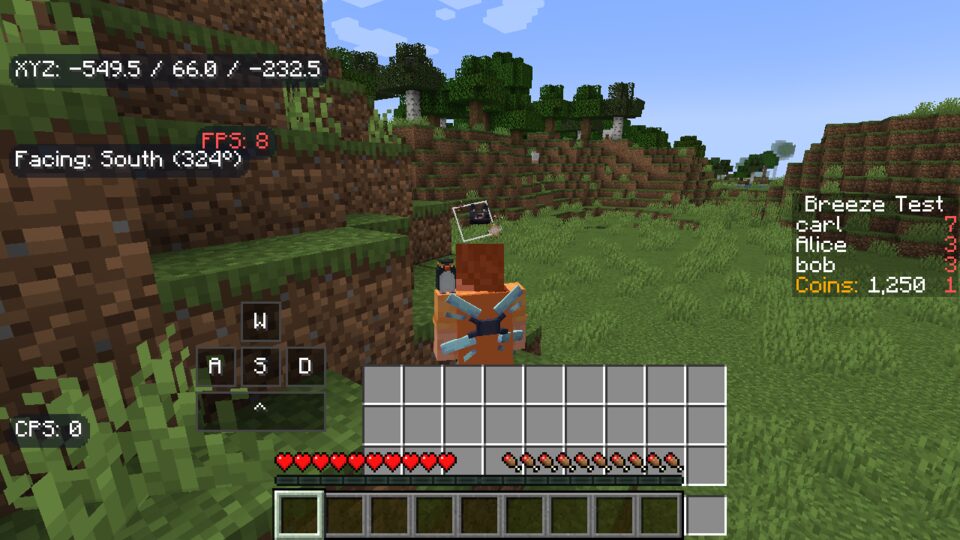 XYZ: -549.5 / 66.0 / -232.5
FPS: 8
Facing: South (324°)
Breeze Test
carl 7
Alice 3
bob 3
Coins: 1,250 1
W
A S D
^
CPS: 0